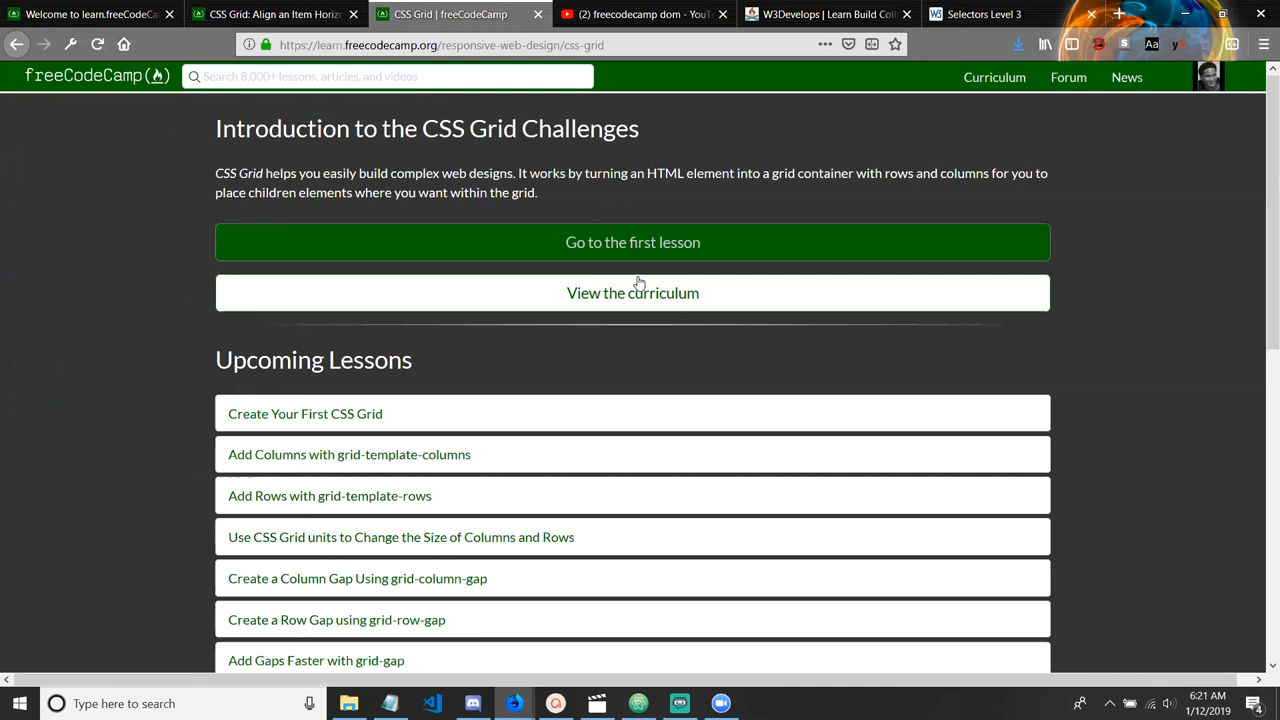 Welcome to learn.freeCodeCa
CSS Grid: Align an Item Horizo
CSS Grid | freeCodeCamp
(2) freecodecamp dom - YouT
W3Develops | Learn Build Coll
Selectors Level 3
https://learn.freecodecamp.org/responsive-web-design/css-grid
freeCodeCamp
Search 8,000+ lessons, articles, and videos
Curriculum
Forum
News
Introduction to the CSS Grid Challenges
CSS Grid helps you easily build complex web designs. It works by turning an HTML element into a grid container with rows and columns for you to
place children elements where you want within the grid.
Go to the first lesson
View the curriculum
Upcoming Lessons
Create Your First CSS Grid
Add Columns with grid-template-columns
Add Rows with grid-template-rows
Use CSS Grid units to Change the Size of Columns and Rows
Create a Column Gap Using grid-column-gap
Create a Row Gap using grid-row-gap
Add Gaps Faster with grid-gap
Type here to search
6:21 AM
1/12/2019